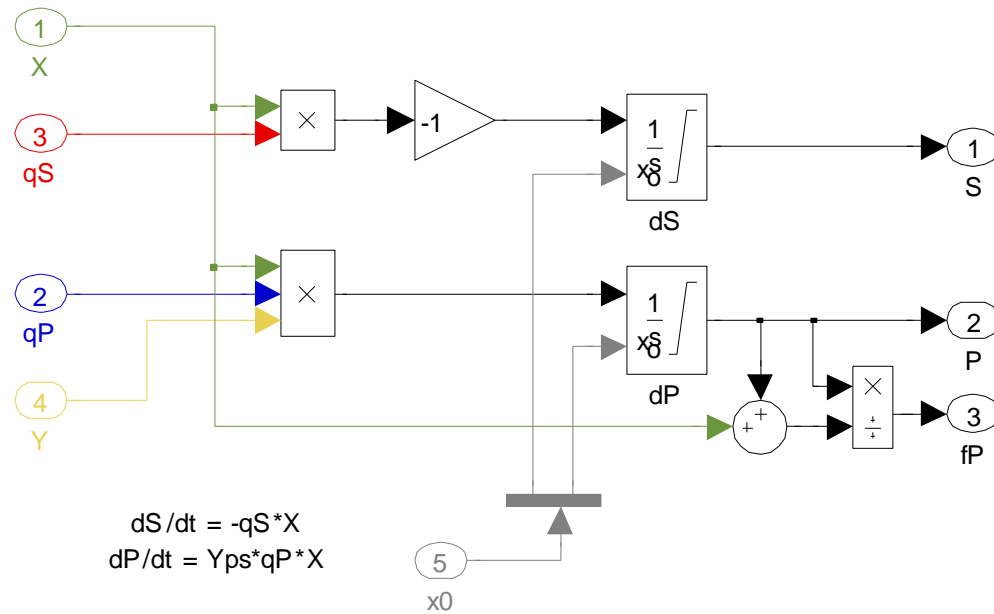 1
X
3
qS
×
-1
1
s
xo
dS
1
S
2
qP
×
1
s
xo
dP
2
P
4
Y
+
+
×
÷
3
fP
dS/dt = -qS*X
dP/dt = Yps*qP*X
5
x0